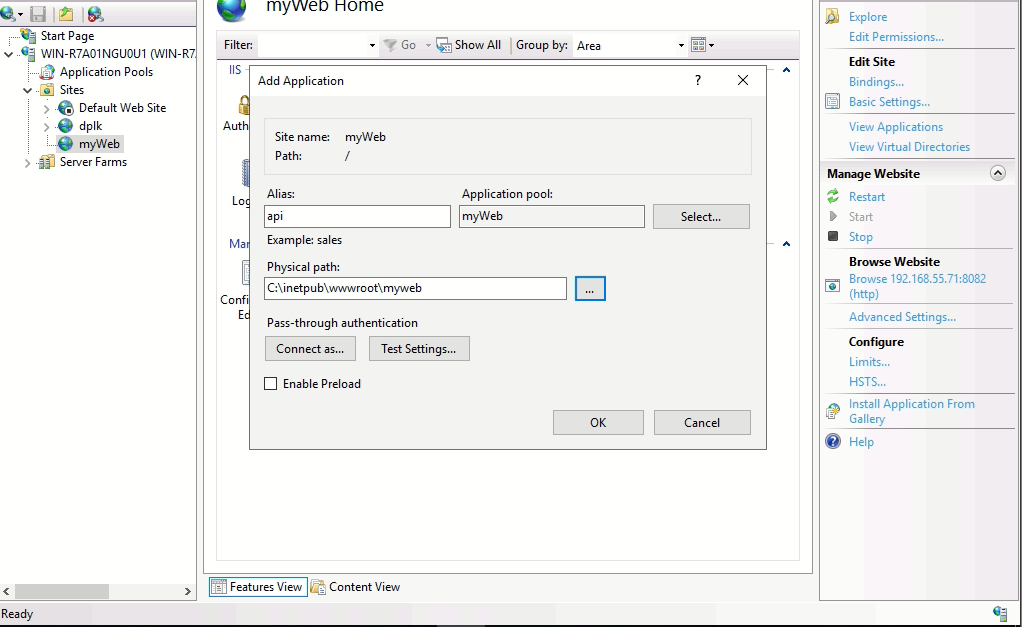 myWeb Home
Start Page
WIN-R7A01NGU0U1 (WIN-R7
Application Pools
Sites
Default Web Site
dplk
myWeb
Server Farms
Filter: Go Show All Group by: Area
IIS
Auth
Log
Mar
Confi
Ed
Add Application ?
Site name: myWeb
Path: /
Alias: Application pool:
api myWeb Select...
Example: sales
Physical path:
C:\inetpub\wwwroot\myweb ...
Pass-through authentication
Connect as... Test Settings...
Enable Preload
OK Cancel
Features View Content View
Explore
Edit Permissions...
Edit Site
Bindings...
Basic Settings...
View Applications
View Virtual Directories
Manage Website
Restart
Start
Stop
Browse Website
Browse 192.168.55.71:8082
(http)
Advanced Settings...
Configure
Limits...
HSTS...
Install Application From
Gallery
Help
Ready